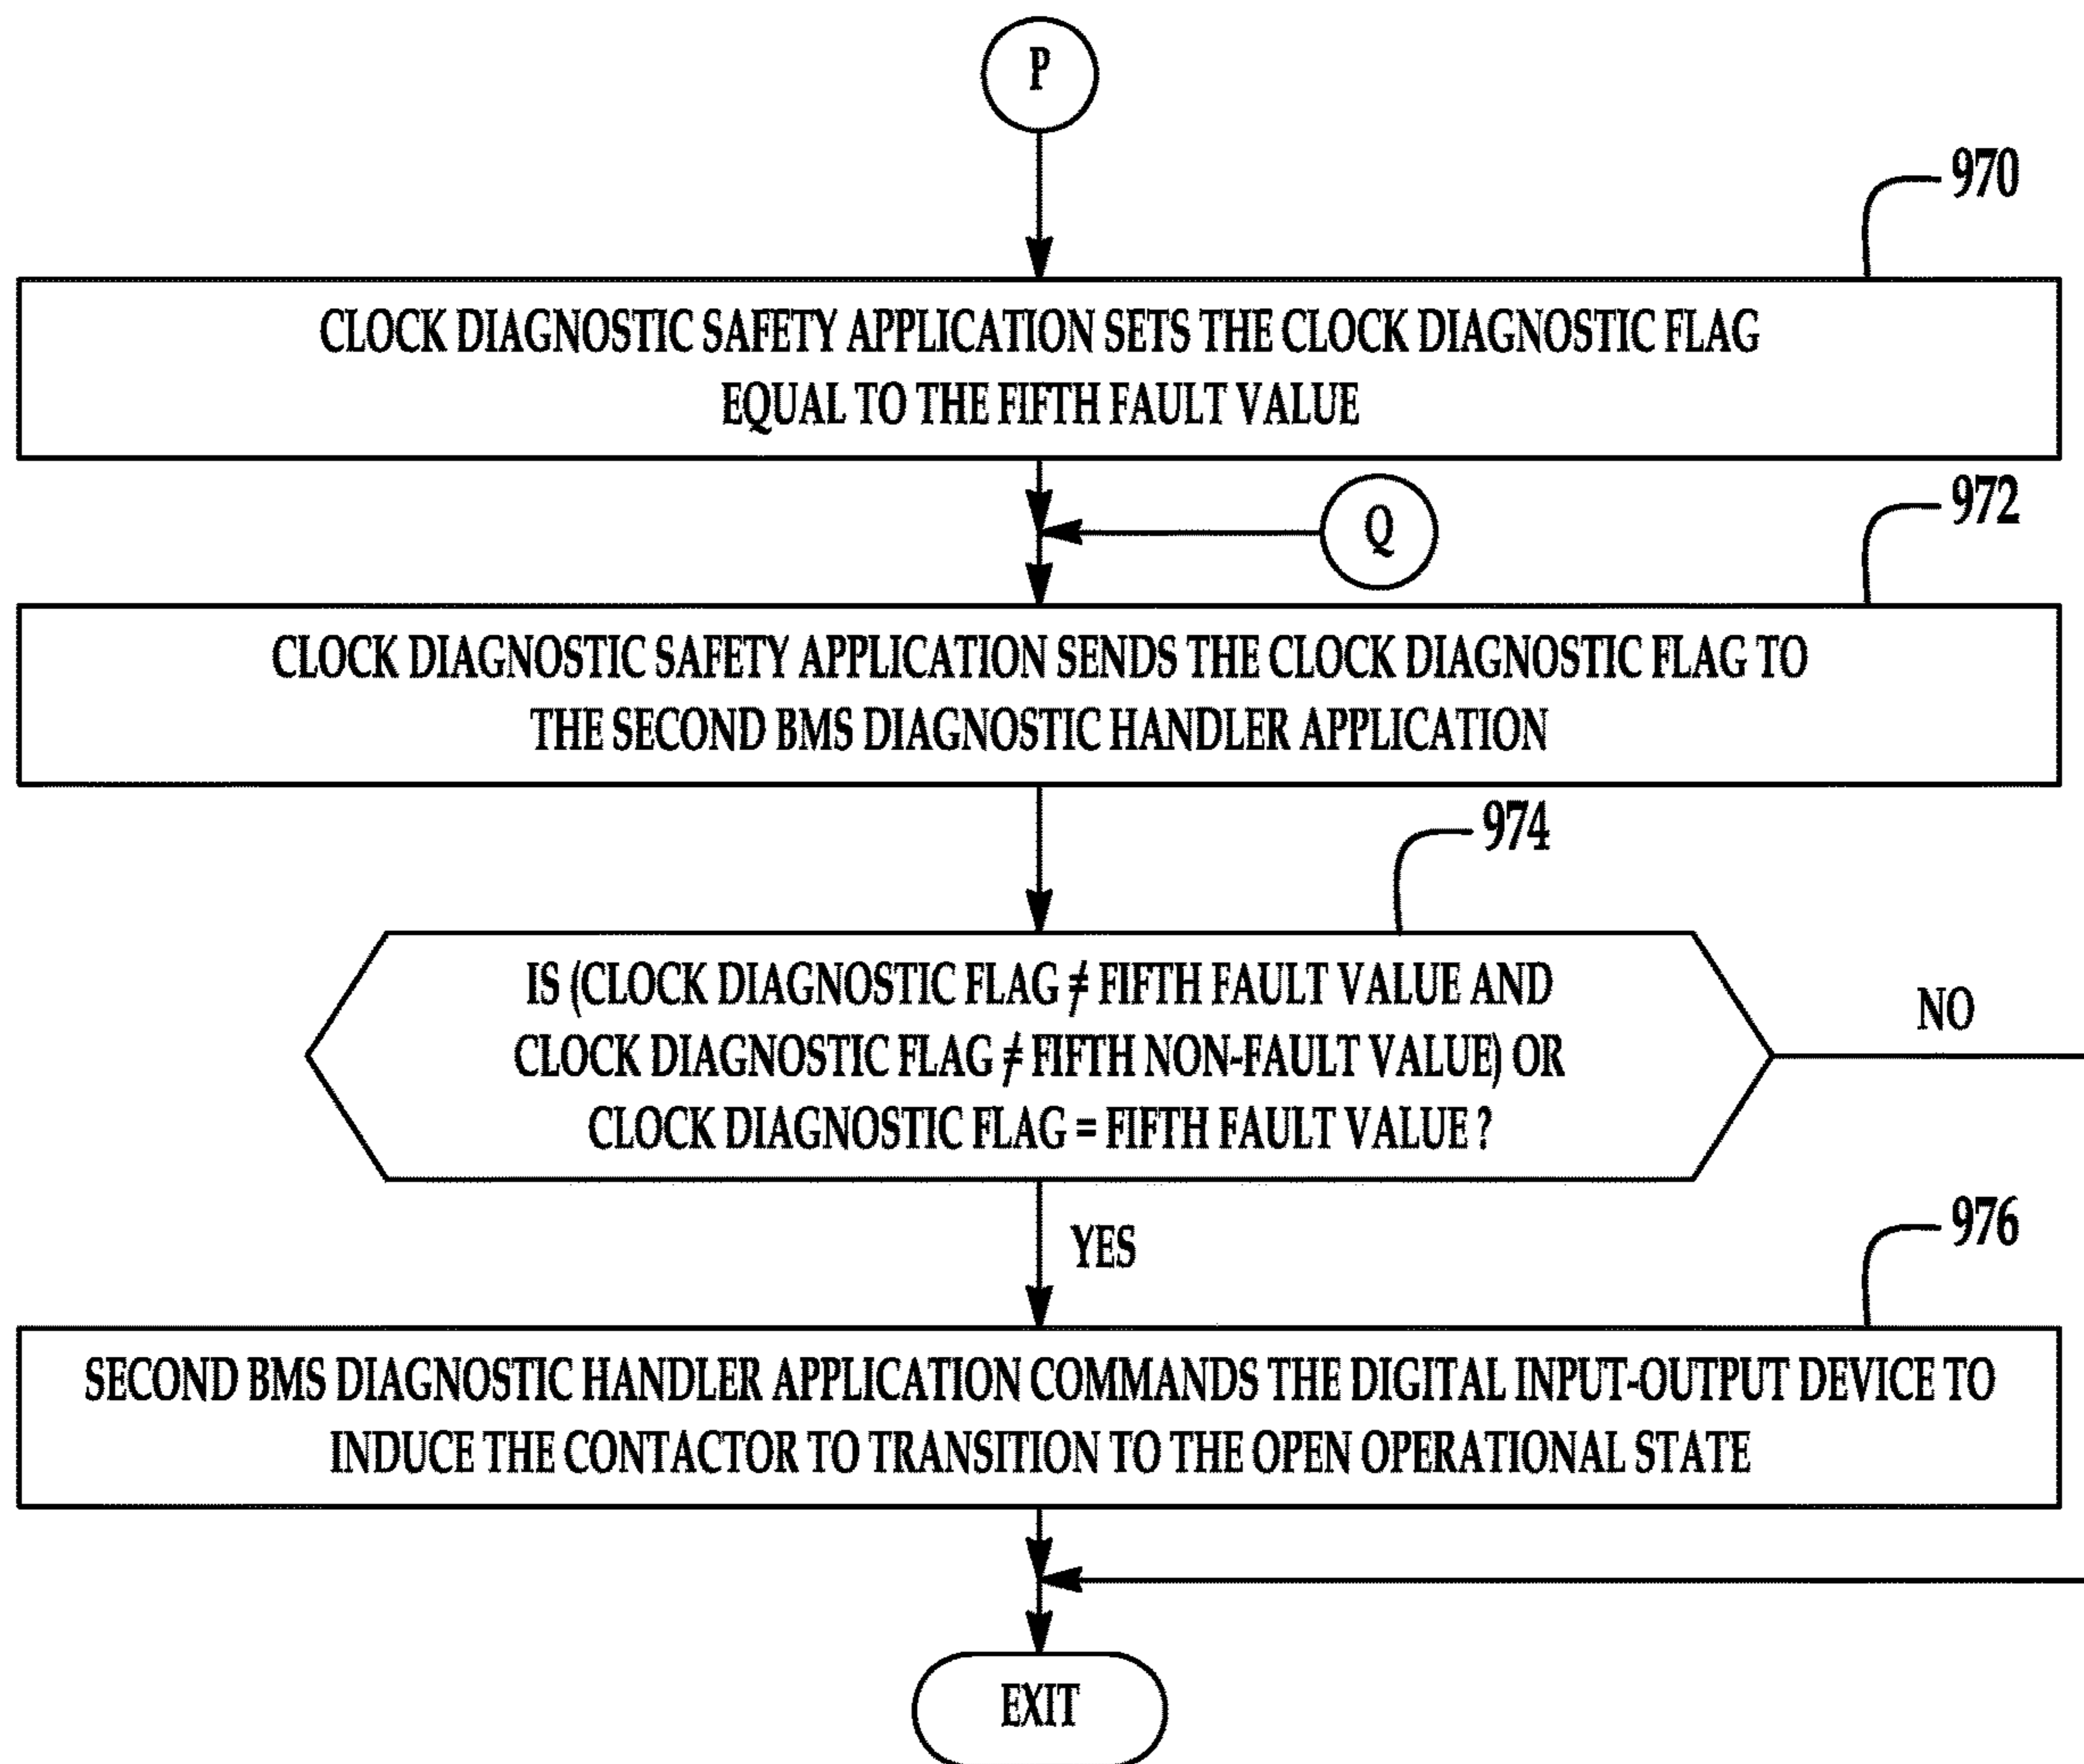 P
970
CLOCK DIAGNOSTIC SAFETY APPLICATION SETS THE CLOCK DIAGNOSTIC FLAG
EQUAL TO THE FIFTH FAULT VALUE
Q
972
CLOCK DIAGNOSTIC SAFETY APPLICATION SENDS THE CLOCK DIAGNOSTIC FLAG TO
THE SECOND BMS DIAGNOSTIC HANDLER APPLICATION
974
IS (CLOCK DIAGNOSTIC FLAG ≠ FIFTH FAULT VALUE AND
CLOCK DIAGNOSTIC FLAG ≠ FIFTH NON-FAULT VALUE) OR
CLOCK DIAGNOSTIC FLAG = FIFTH FAULT VALUE ?
NO
YES
976
SECOND BMS DIAGNOSTIC HANDLER APPLICATION COMMANDS THE DIGITAL INPUT-OUTPUT DEVICE TO
INDUCE THE CONTACTOR TO TRANSITION TO THE OPEN OPERATIONAL STATE
EXIT